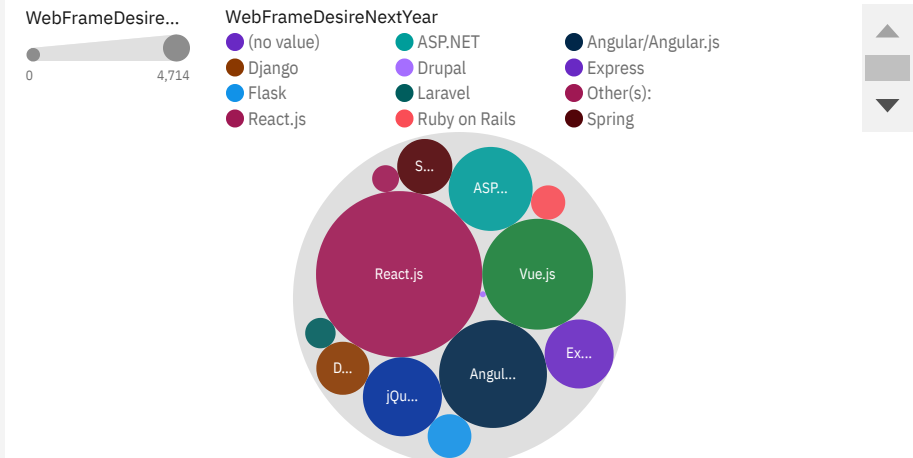 WebFrameDesire...
0
4,714
WebFrameDesireNextYear
(no value)
ASP.NET
Angular/Angular.js
Django
Drupal
Express
Flask
Laravel
Other(s):
React.js
Ruby on Rails
Spring
S...
ASP...
React.js
Vue.js
Ex...
D...
Angul...
jQu...